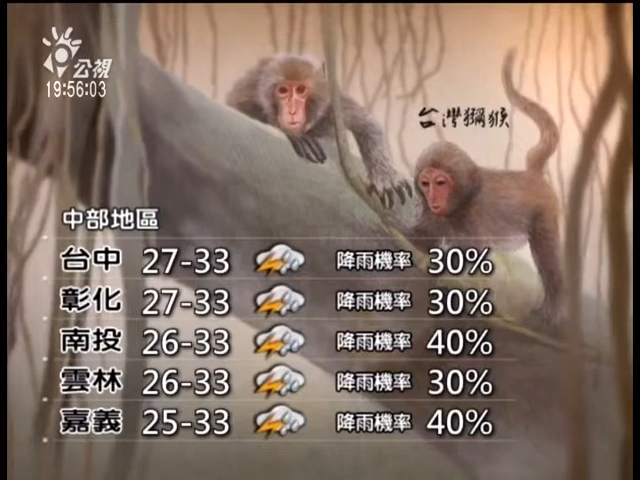 公視
19:56:03
台灣獼猴
中部地區
台中 27-33 降雨機率 30%
彰化 27-33 降雨機率 30%
南投 26-33 降雨機率 40%
雲林 26-33 降雨機率 30%
嘉義 25-33 降雨機率 40%